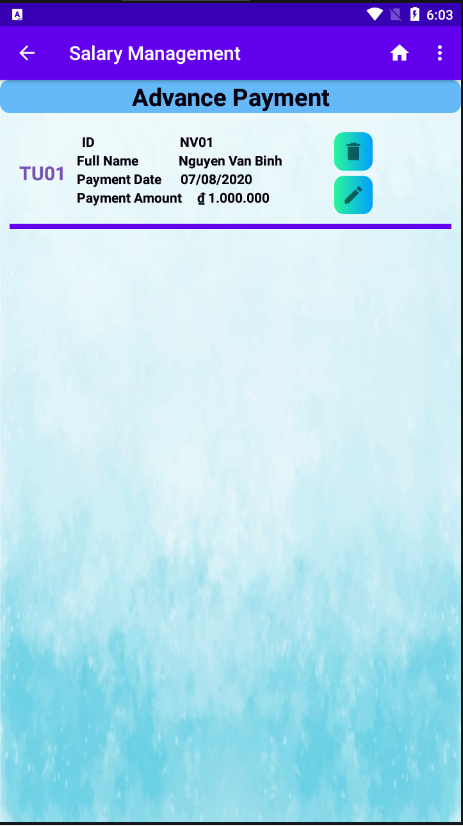 6:03
Salary Management
Advance Payment
TU01
ID NV01
Full Name Nguyen Van Binh
Payment Date 07/08/2020
Payment Amount ₫ 1.000.000